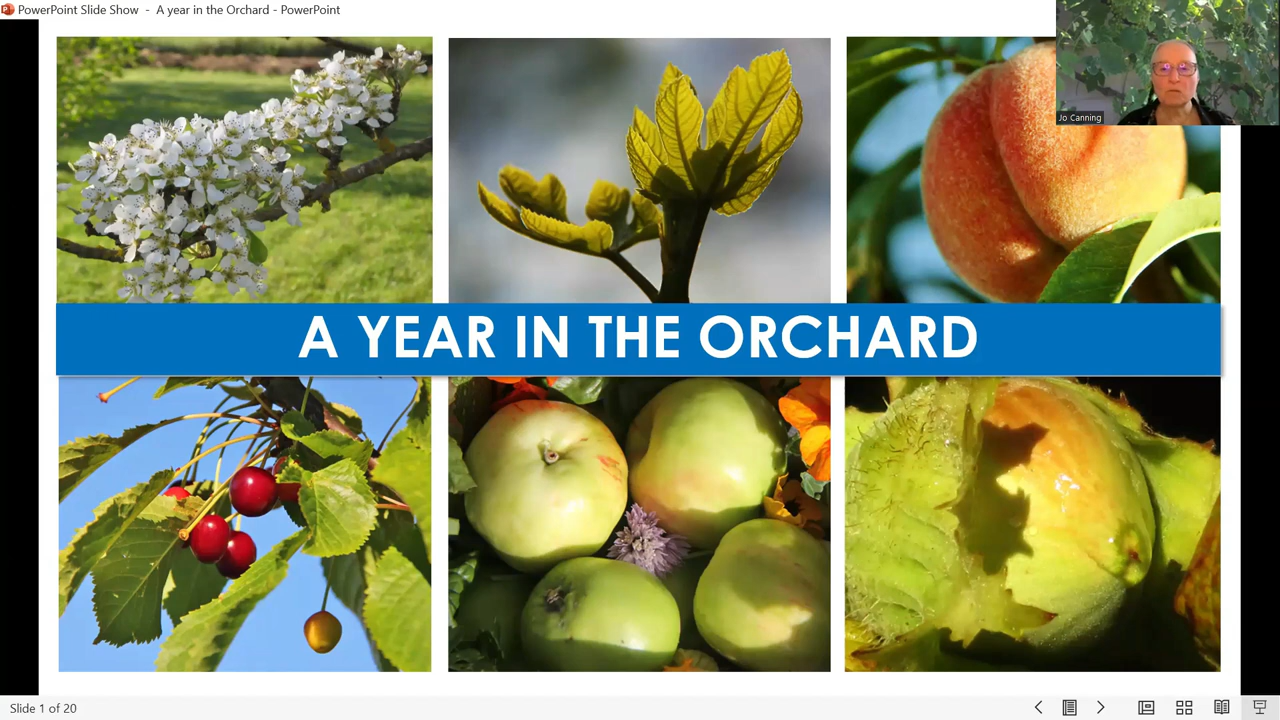 PowerPoint Slide Show - A year in the Orchard - PowerPoint
Jo Canning
A YEAR IN THE ORCHARD
Slide 1 of 20